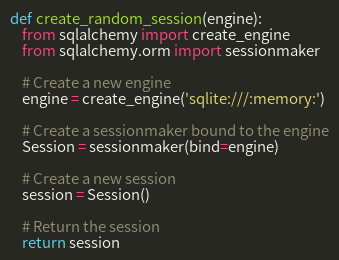 def create_random_session(engine):
from sqlalchemy import create_engine
from sqlalchemy.orm import sessionmaker
# Create a new engine
engine = create_engine('sqlite:///:memory:')
# Create a sessionmaker bound to the engine
Session = sessionmaker(bind=engine)
# Create a new session
session = Session()
# Return the session
return session